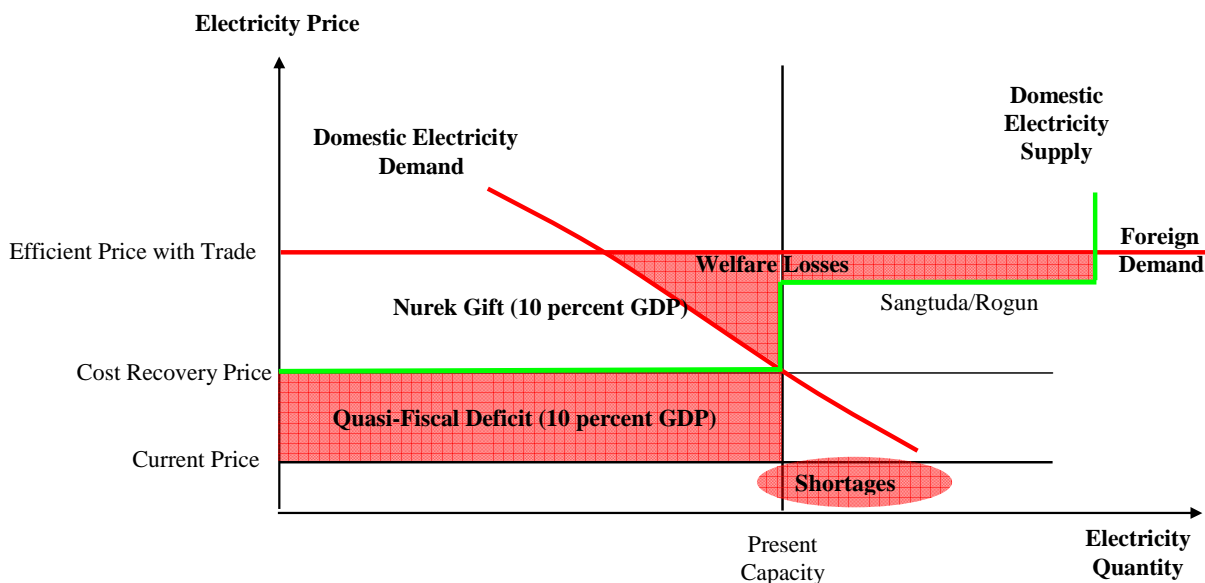 Electricity Price
Domestic
Electricity
Supply
Domestic Electricity
Demand
Efficient Price with Trade
Foreign
Demand
Welfare Losses
Nurek Gift (10 percent GDP)
Sangtuda/Rogun
Cost Recovery Price
Quasi-Fiscal Deficit (10 percent GDP)
Current Price
Shortages
Present
Capacity
Electricity
Quantity